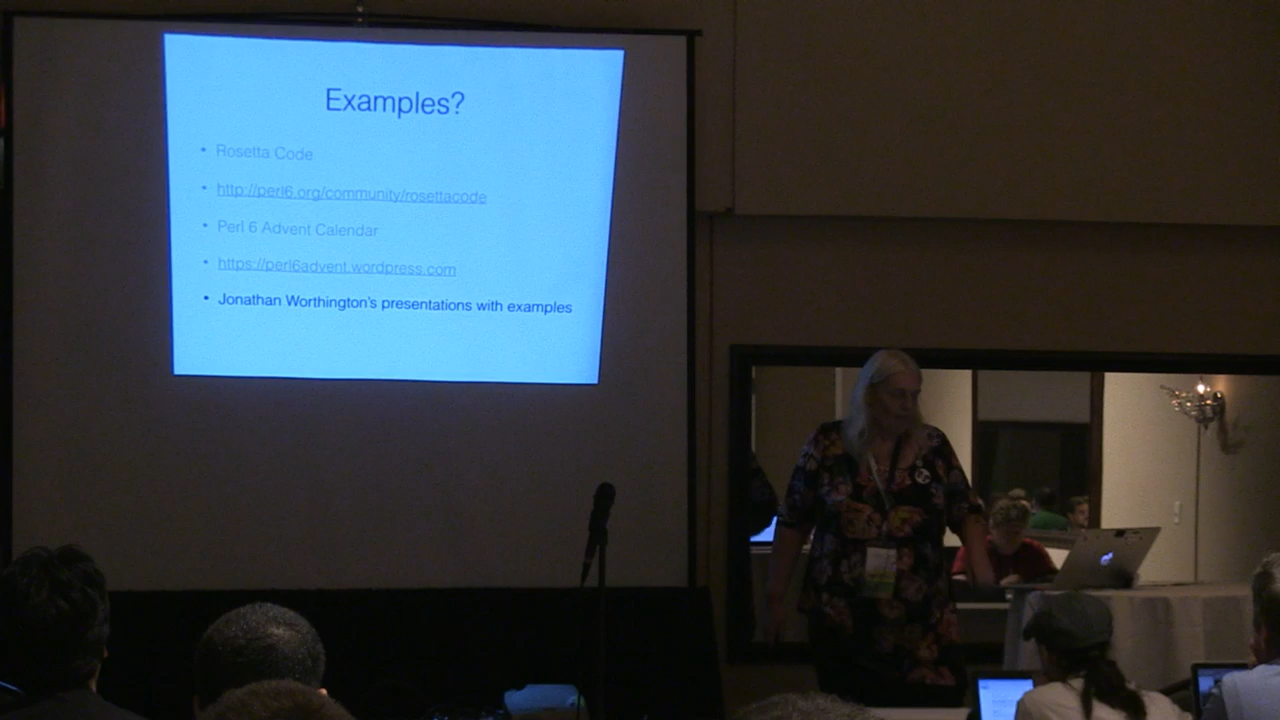 Examples?
• Rosetta Code
• http://perl6.org/community/rosettacode
• Perl 6 Advent Calendar
• https://perl6advent.wordpress.com
• Jonathan Worthington's presentations with examples